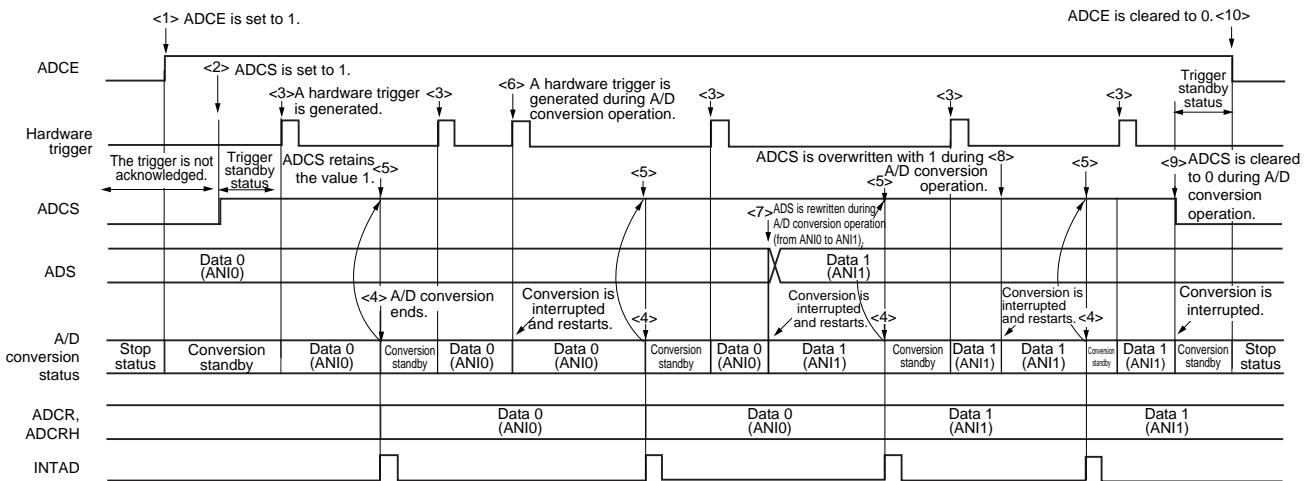 <1> ADCE is set to 1.
ADCE is cleared to 0. <10>
ADCE
<2> ADCS is set to 1.
<3> A hardware trigger
is generated.
<3>
<6> A hardware trigger is
generated during A/D
conversion operation.
<3>
<3>
<3>
Trigger
standby
status
Hardware
trigger
The trigger is not
acknowledged.
Trigger
standby
status
ADCS retains
the value 1.
<5>
<5>
ADCS is overwritten with 1 during <8>
A/D conversion
operation.
<5>
<5>
<9> ADCS is cleared
to 0 during A/D
conversion
operation.
ADCS
<7> ADS is rewritten during
A/D conversion operation
(from ANI0 to ANI1).
ADS
Data 0
(ANI0)
Data 1
(ANI1)
<4> A/D conversion
ends.
Conversion is
interrupted
and restarts.
<4>
Conversion is
interrupted
and restarts.
<4>
Conversion is
interrupted
and restarts.
<4>
Conversion is
interrupted.
A/D
conversion
status
Stop
status
Conversion
standby
Data 0
(ANI0)
Conversion
standby
Data 0
(ANI0)
Data 0
(ANI0)
Conversion
standby
Data 0
(ANI0)
Data 1
(ANI1)
Conversion
standby
Data 1
(ANI1)
Data 1
(ANI1)
Conversion
standby
Data 1
(ANI1)
Conversion
standby
Stop
status
ADCR,
ADCRH
Data 0
(ANI0)
Data 0
(ANI0)
Data 1
(ANI1)
Data 1
(ANI1)
INTAD